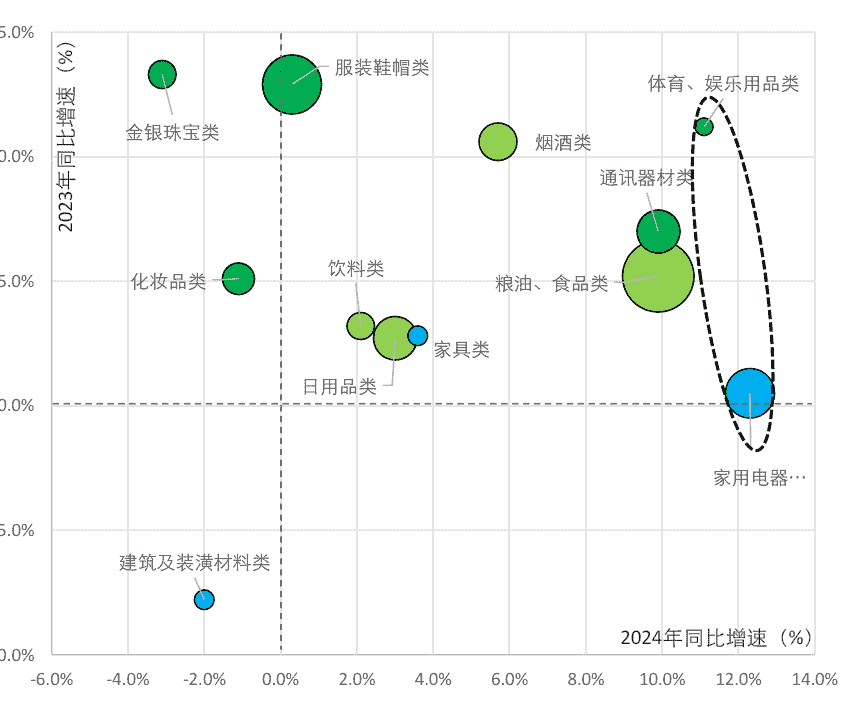 5.0%
2023年同比增速（%）
服装鞋帽类
体育、娱乐用品类
金银珠宝类
烟酒类
0.0%
通讯器材类
饮料类
化妆品类
5.0%
粮油、食品类
家具类
日用品类
0.0%
家用电器…
5.0%
建筑及装潢材料类
2024年同比增速（%）
0.0%
-6.0%
-4.0%
-2.0%
0.0%
2.0%
4.0%
6.0%
8.0%
10.0%
12.0%
14.0%